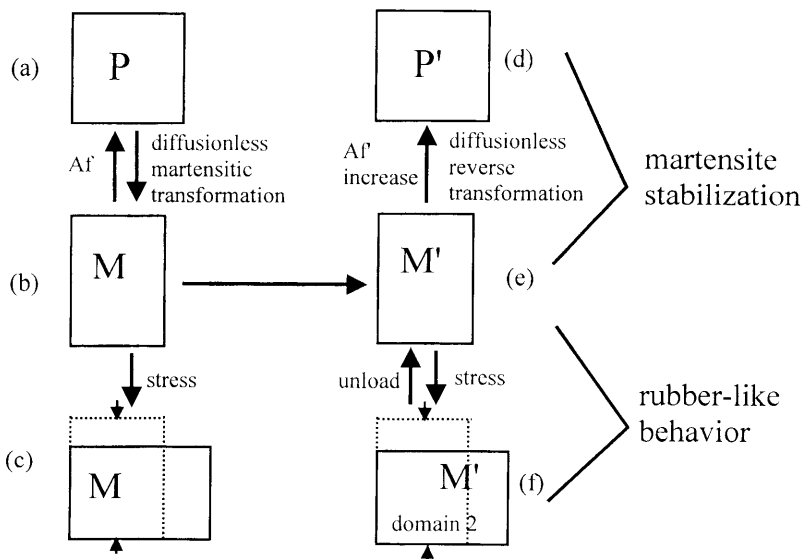 (a)
P
P'
(d)
Af
diffusionless
martensitic
transformation
Af'
increase
diffusionless
reverse
transformation
martensite
stabilization
(b)
M
M'
(e)
stress
unload
stress
rubber-like
behavior
(c)
M
M'
(f)
domain 2